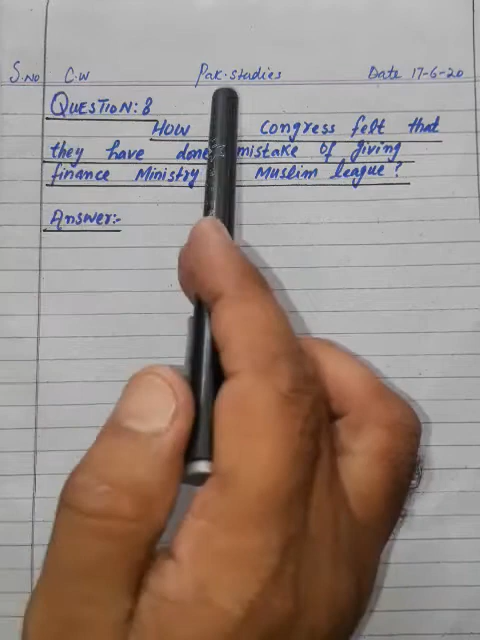 S.No C.W Pak.studies Date 17-6-20
QUESTION: 8
How Congress felt that
they have done mistake of giving
finance Ministry Muslim league?
Answer:-